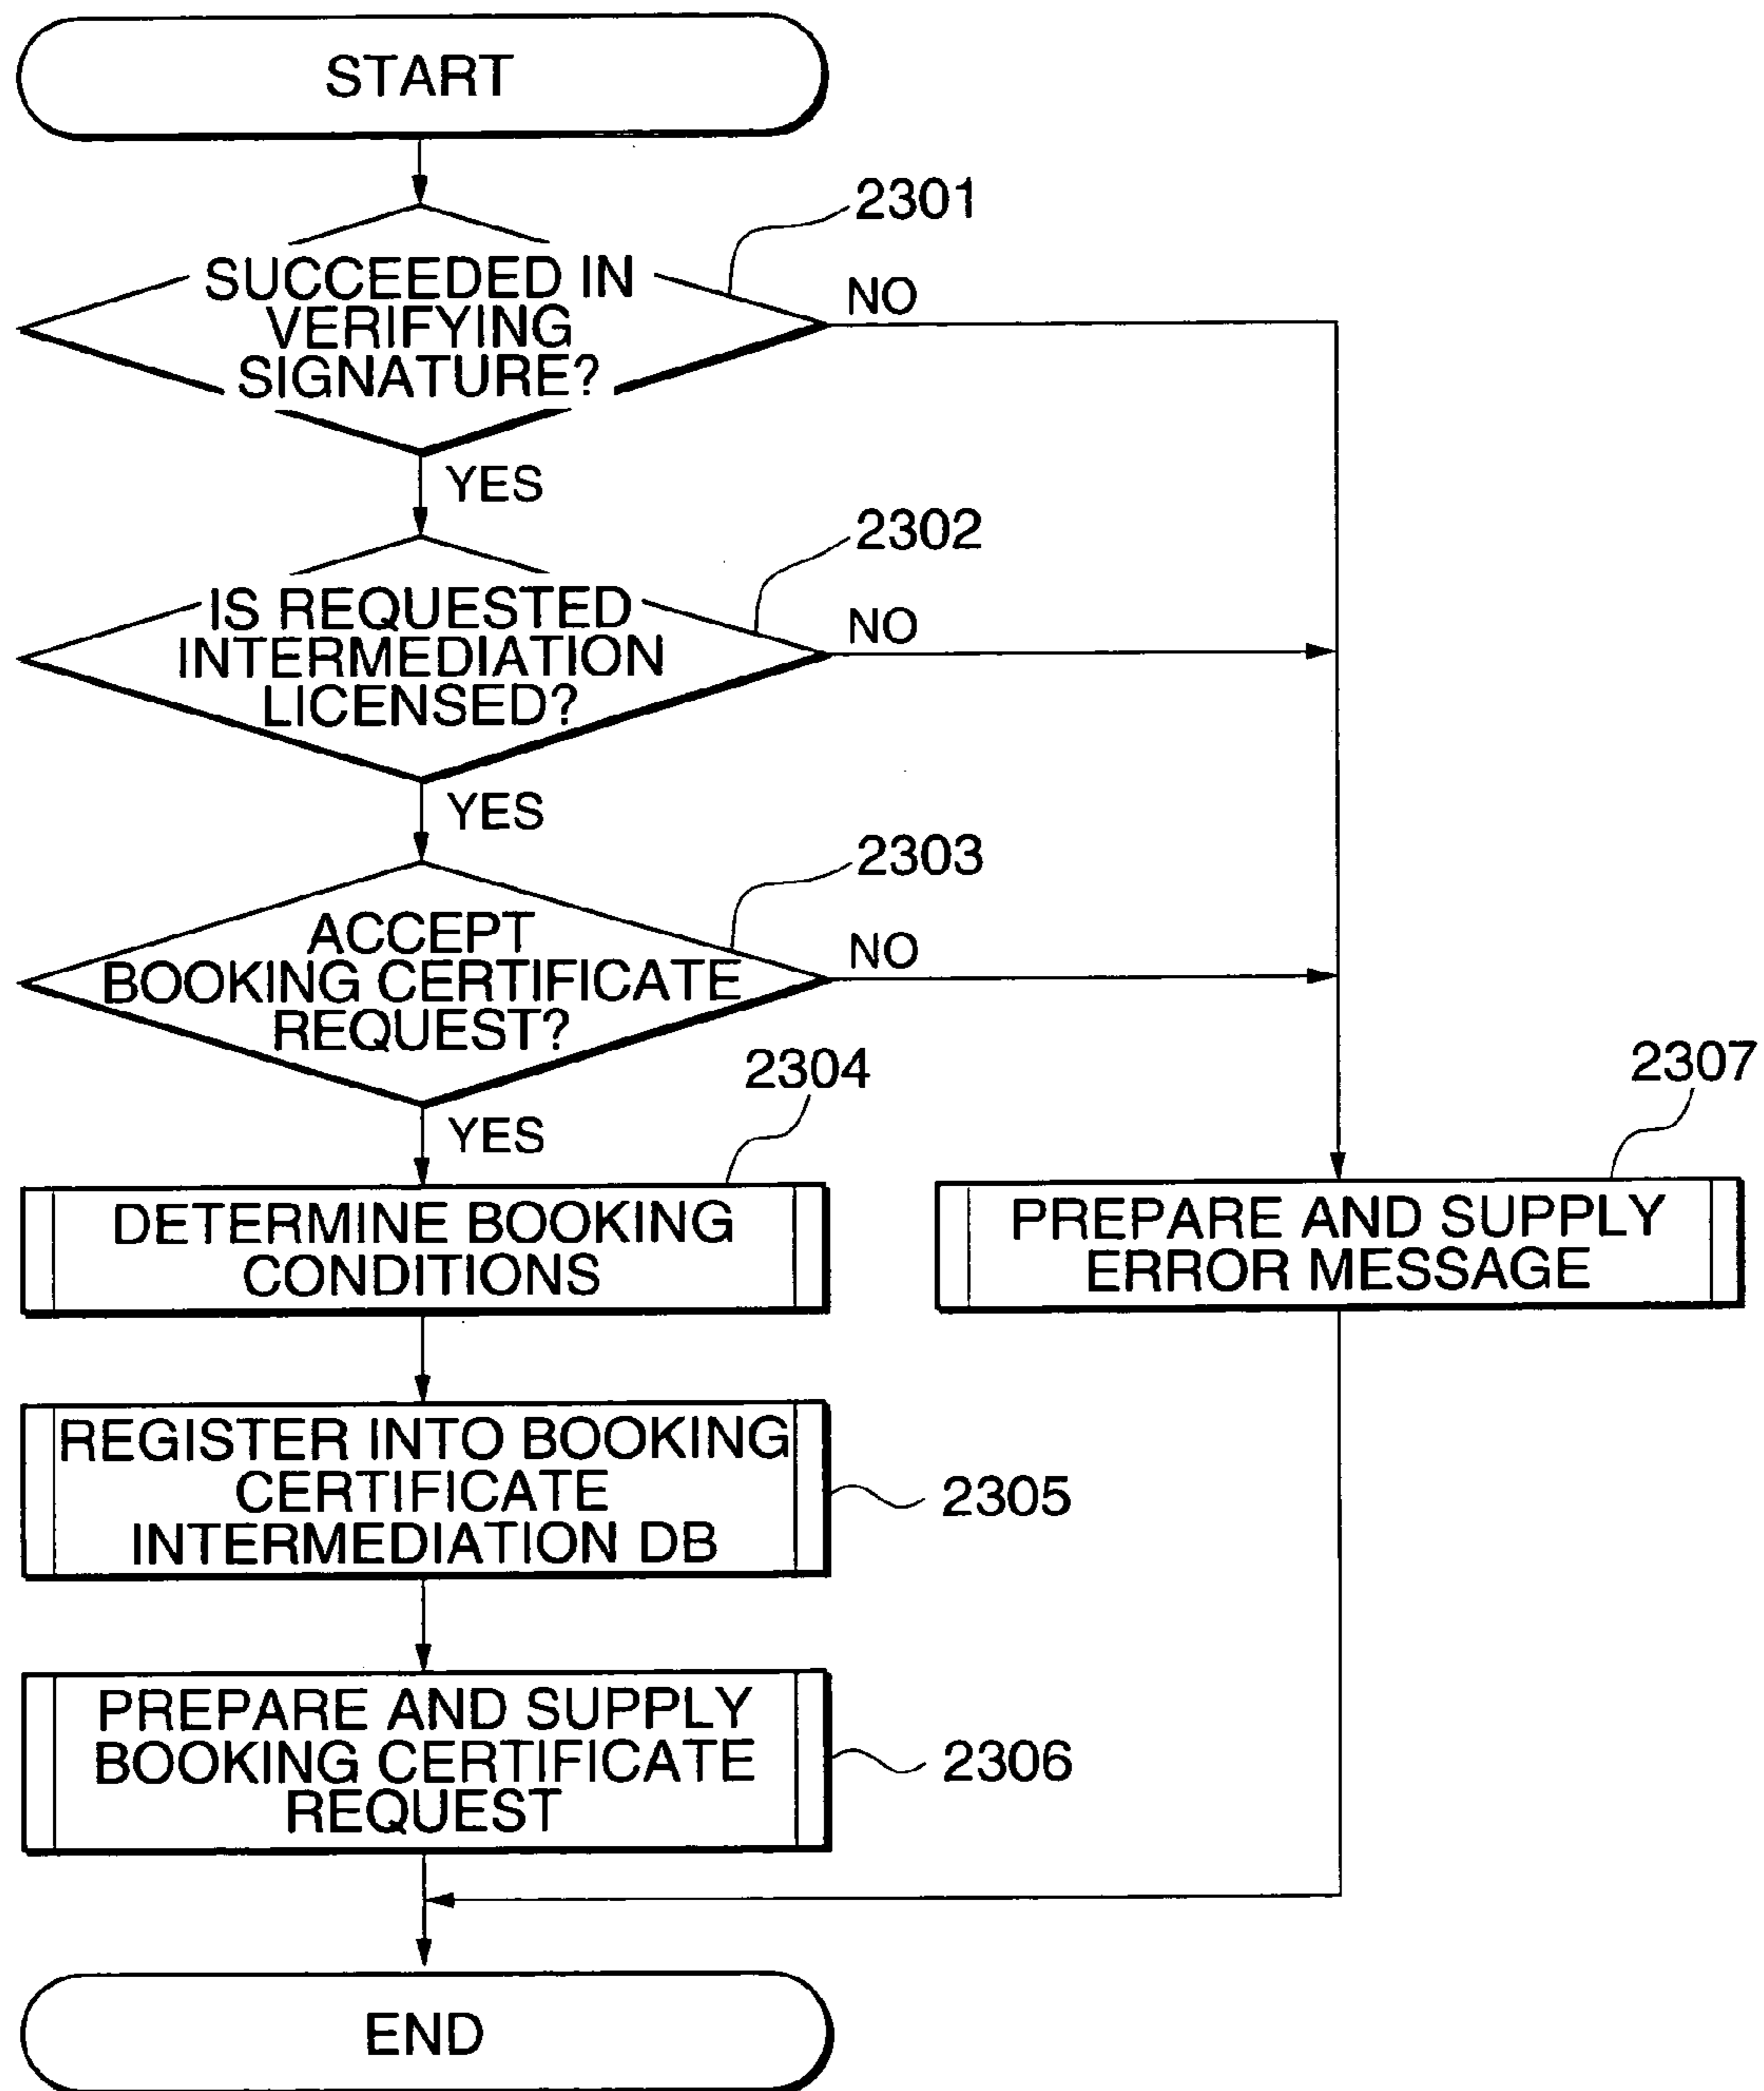 START
2301
SUCCEEDED IN
VERIFYING
SIGNATURE?
NO
YES
2302
IS REQUESTED
INTERMEDIATION
LICENSED?
NO
YES
2303
ACCEPT
BOOKING CERTIFICATE
REQUEST?
NO
YES
2304
DETERMINE BOOKING
CONDITIONS
2307
PREPARE AND SUPPLY
ERROR MESSAGE
REGISTER INTO BOOKING
CERTIFICATE
INTERMEDIATION DB
2305
PREPARE AND SUPPLY
BOOKING CERTIFICATE
REQUEST
2306
END